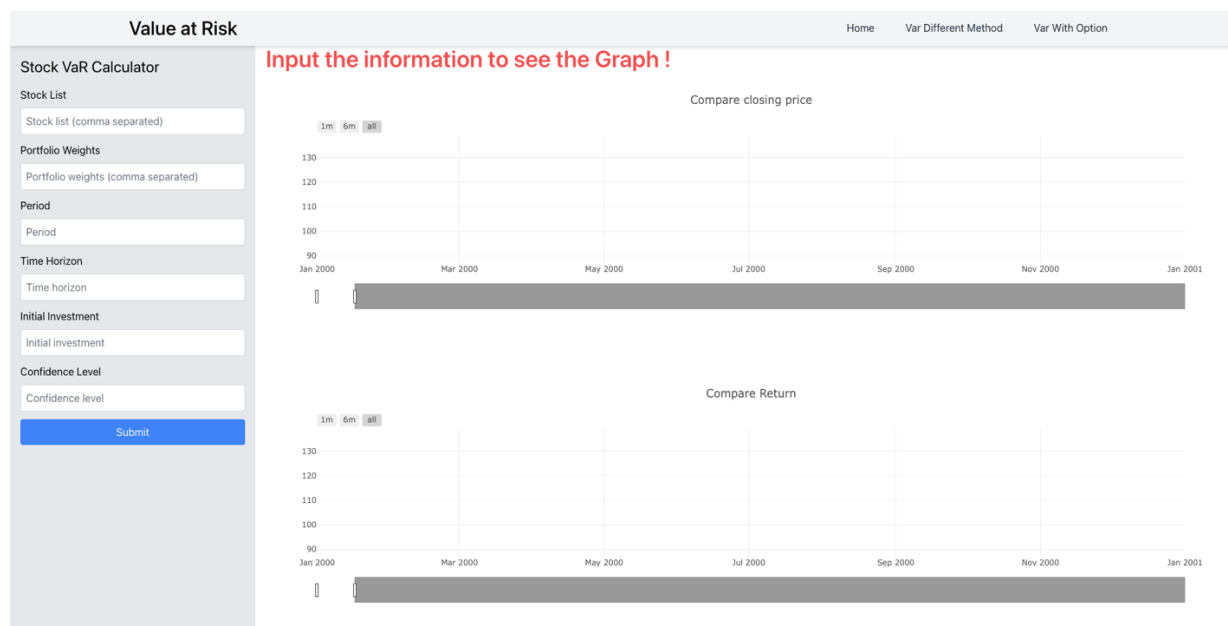 Value at Risk
Home Var Different Method Var With Option
Stock VaR Calculator
Stock List
Stock list (comma separated)
Portfolio Weights
Portfolio weights (comma separated)
Period
Period
Time Horizon
Time horizon
Initial Investment
Initial investment
Confidence Level
Confidence level
Submit
Input the information to see the Graph !
Compare closing price
1m 6m all
130
120
110
100
90
Jan 2000 Mar 2000 May 2000 Jul 2000 Sep 2000 Nov 2000 Jan 2001
Compare Return
1m 6m all
130
120
110
100
90
Jan 2000 Mar 2000 May 2000 Jul 2000 Sep 2000 Nov 2000 Jan 2001